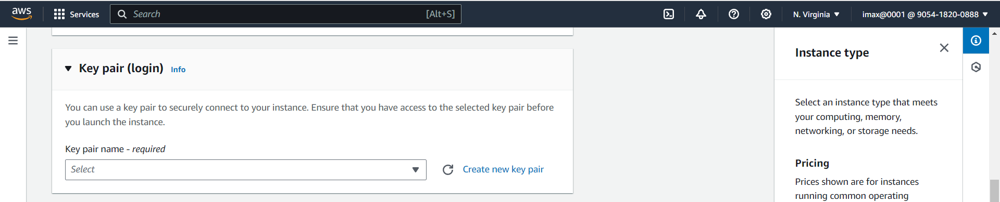 aws
Services
Search
[Alt+S]
N. Virginia
imax@0001 @ 9054-1820-0888
Key pair (login) Info
You can use a key pair to securely connect to your instance. Ensure that you have access to the selected key pair before
you launch the instance.
Key pair name - required
Select
Create new key pair
Instance type
Select an instance type that meets
your computing, memory,
networking, or storage needs.
Pricing
Prices shown are for instances
running common operating